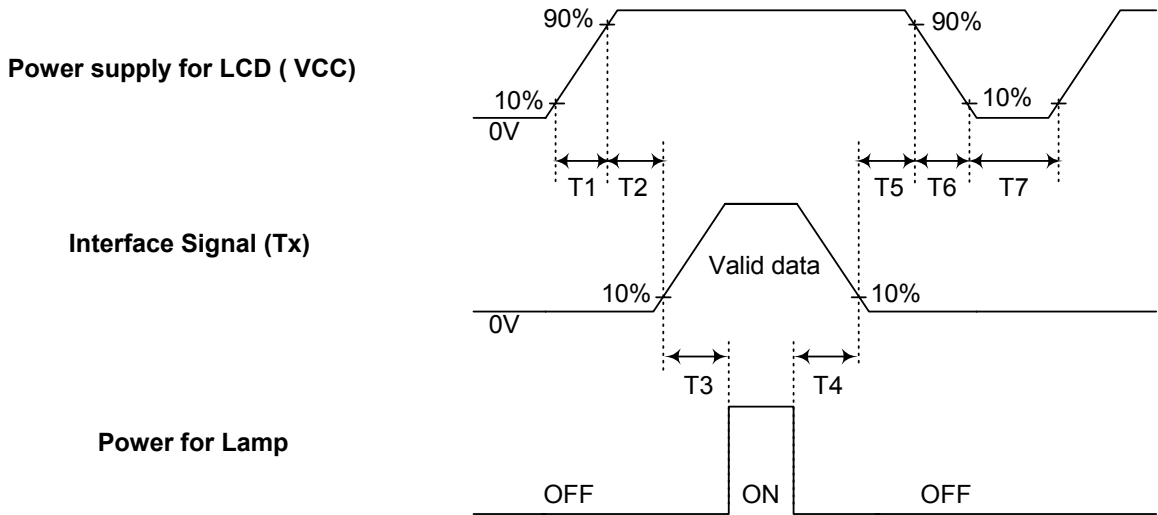 90% 90%
Power supply for LCD ( VCC)
10% 10%
0V
T1 T2 T5 T6 T7
Interface Signal (Tx)
Valid data
10% 10%
0V
T3 T4
Power for Lamp
OFF ON OFF